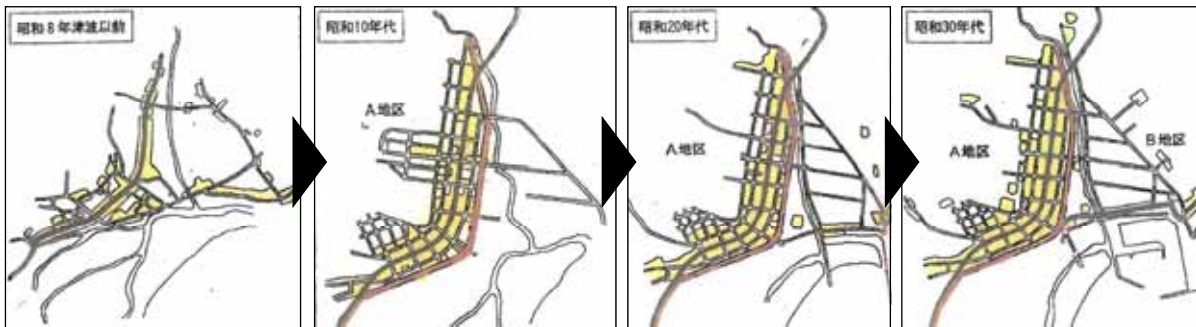 昭和8年津波以前
昭和10年代
A地区
昭和20年代
A地区
昭和30年代
A地区
B地区